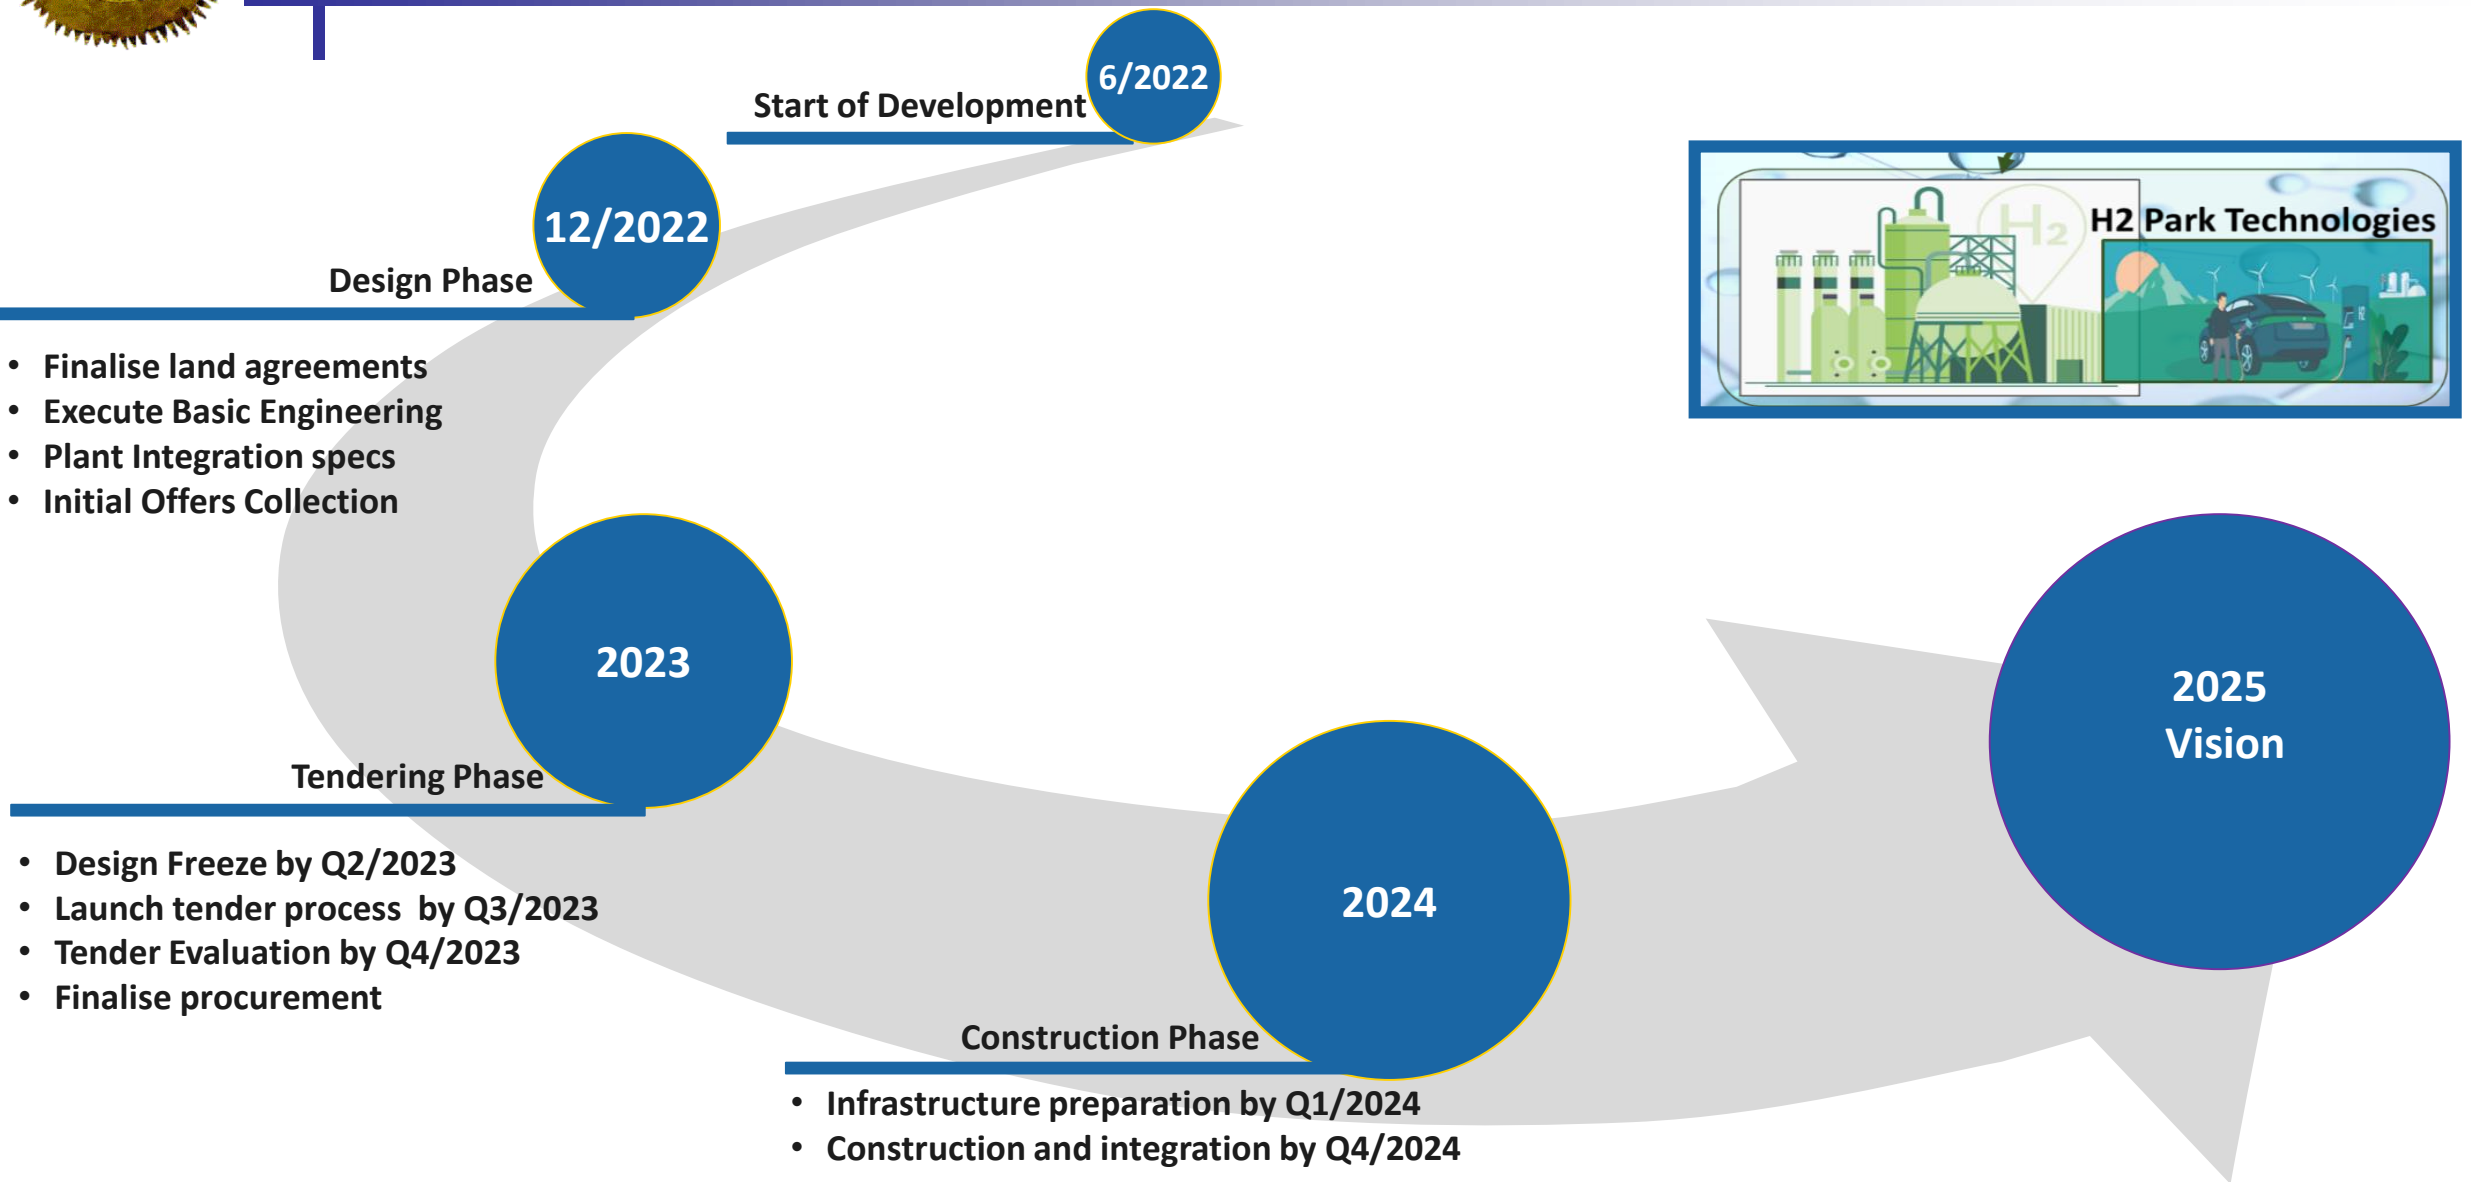 6/2022
Start of Development
12/2022
Design Phase
• Finalise land agreements
• Execute Basic Engineering
• Plant Integration specs
• Initial Offers Collection
H2
H2 Park Technologies
2023
Tendering Phase
• Design Freeze by Q2/2023
• Launch tender process  by Q3/2023
• Tender Evaluation by Q4/2023
• Finalise procurement
2024
Construction Phase
• Infrastructure preparation by Q1/2024
• Construction and integration by Q4/2024
2025
Vision